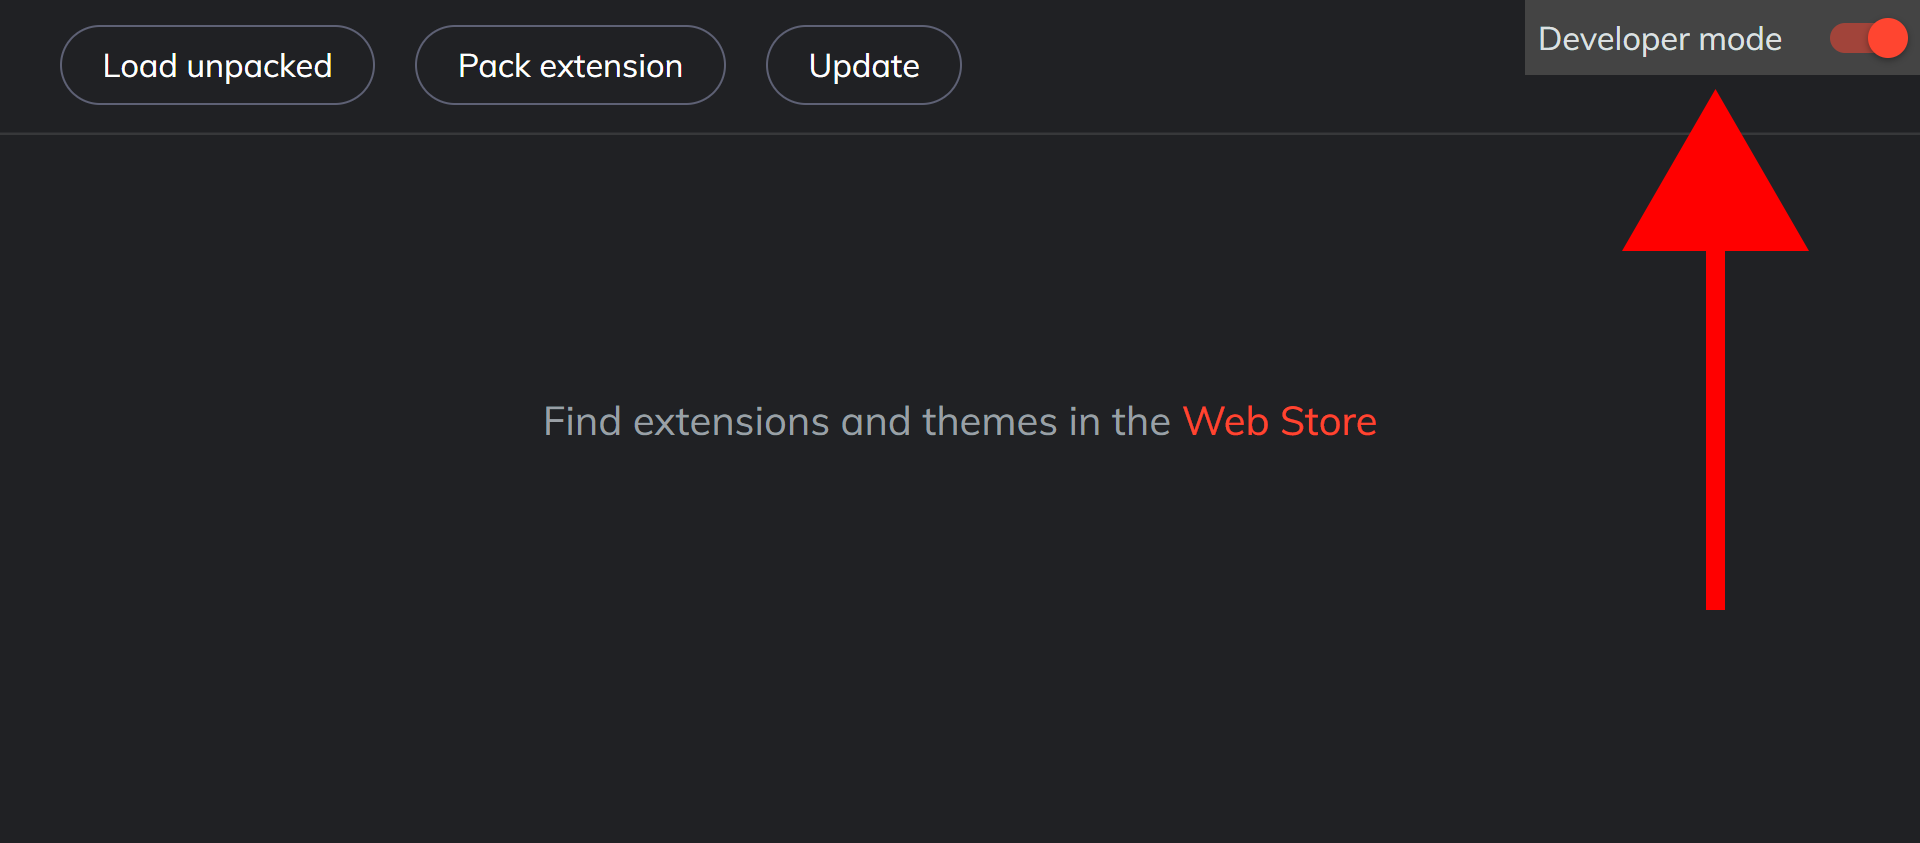 Load unpacked Pack extension Update Developer mode
Find extensions and themes in the Web Store